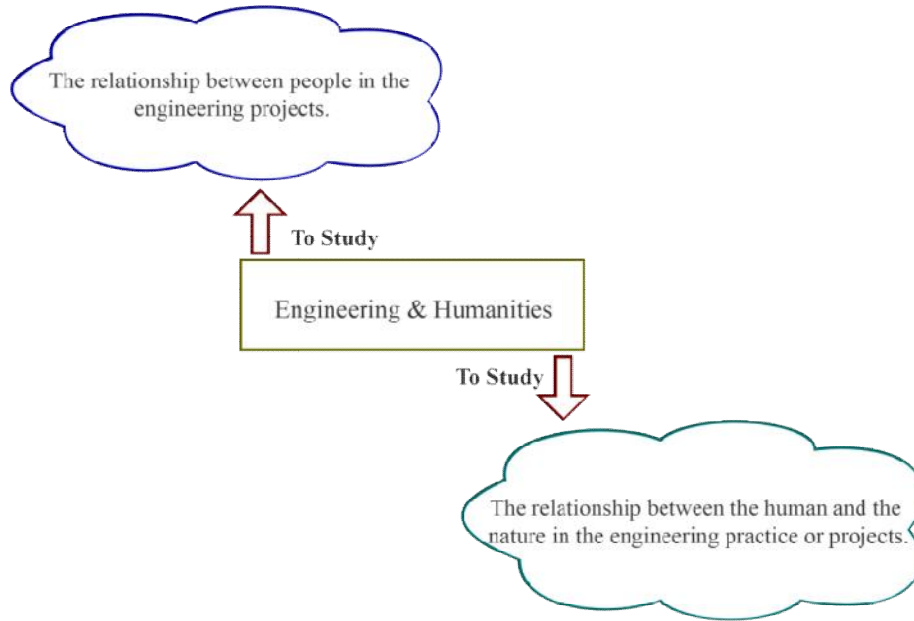 The relationship between people in the
engineering projects.
To Study
Engineering & Humanities
To Study
The relationship between the human and the
nature in the engineering practice or projects.